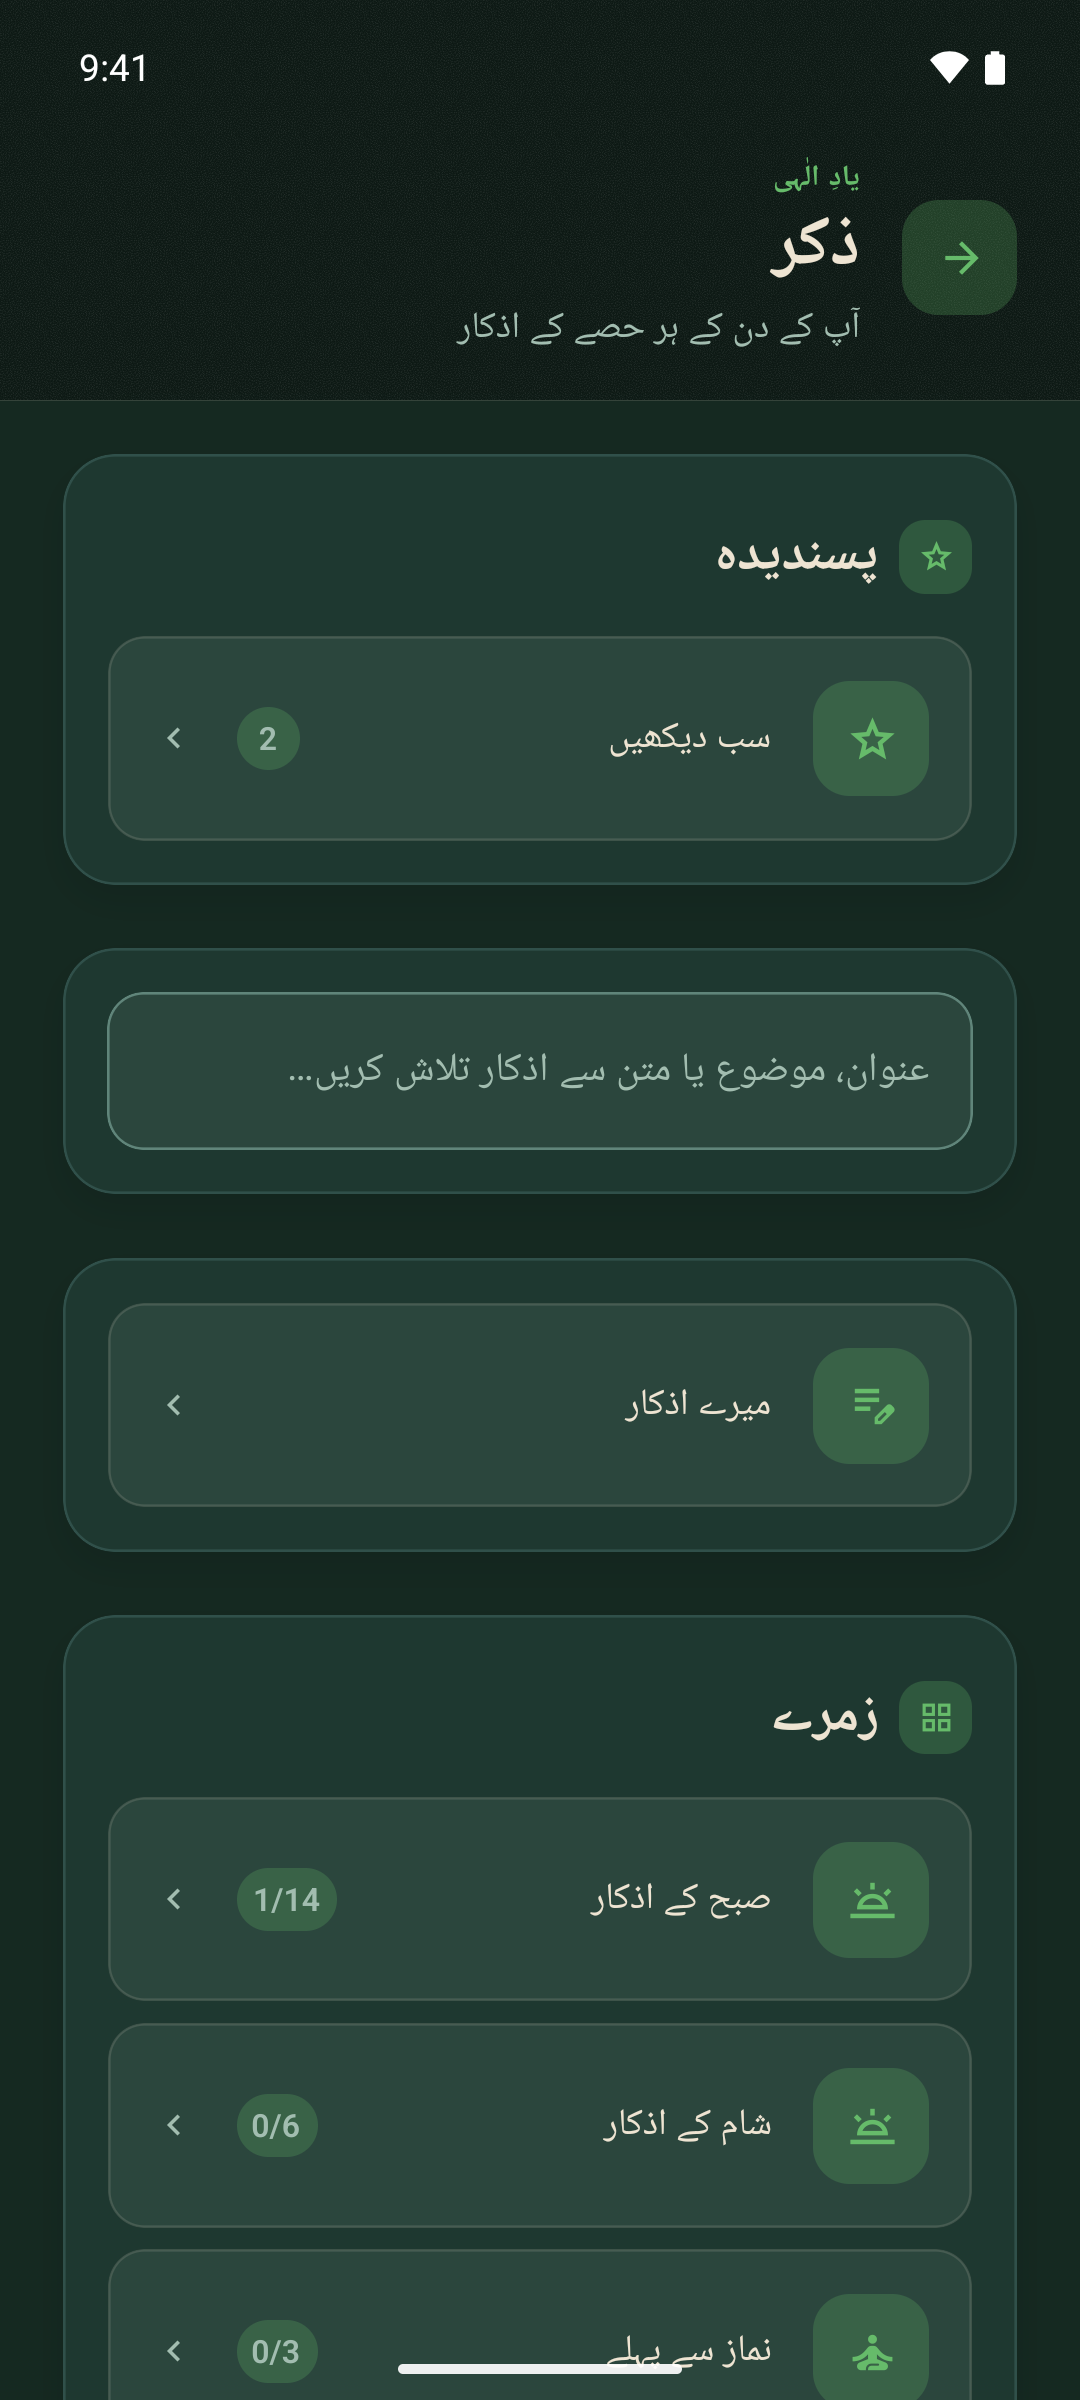 9:41
یادِ الٰہی
ذکر
آپ کے دن کے ہر حصے کے اذکار
پسندیدہ
سب دیکھیں
2
عنوان، موضوع یا متن سے اذکار تلاش کریں...
میرے اذکار
زمرے
صبح کے اذکار
1/14
شام کے اذکار
0/6
نماز سے پہلے
0/3